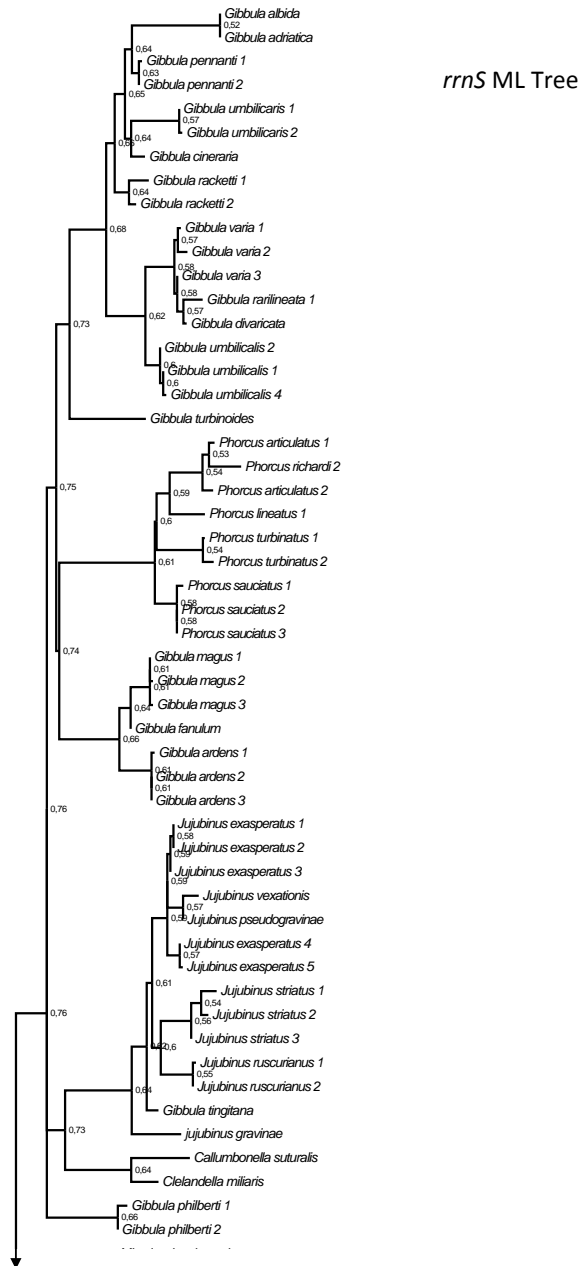 Gibbula albida
0,52
Gibbula adriatica
0,64
Gibbula pennanti 1
0,63
Gibbula pennanti 2
rrnS ML Tree
0,65
Gibbula umbilicaris 1
0,57
Gibbula umbilicaris 2
0,64
Gibbula cineraria
Gibbula racketti 1
0,64
Gibbula racketti 2
0,68
Gibbula varia 1
0,57
Gibbula varia 2
0,58
Gibbula varia 3
0,58
Gibbula rarilineata 1
0,57
Gibbula divaricata
0,62
0,73
Gibbula umbilicalis 2
0,6
Gibbula umbilicalis 1
0,6
Gibbula umbilicalis 4
Gibbula turbinoides
Phorcus articulatus 1
0,53
Phorcus richardi 2
0,54
Phorcus articulatus 2
0,59
0,75
Phorcus lineatus 1
0,6
Phorcus turbinatus 1
0,54
Phorcus turbinatus 2
0,61
Phorcus sauciatus 1
0,58
Phorcus sauciatus 2
0,58
Phorcus sauciatus 3
0,74
Gibbula magus 1
0,61
Gibbula magus 2
0,61
Gibbula magus 3
0,64
Gibbula fanulum
0,66
Gibbula ardens 1
0,61
Gibbula ardens 2
0,61
Gibbula ardens 3
0,76
Jujubinus exasperatus 1
0,58
Jujubinus exasperatus 2
0,59
Jujubinus exasperatus 3
0,59
Jujubinus vexationis
0,57
Jujubinus pseudogravinae
0,59
Jujubinus exasperatus 4
0,57
Jujubinus exasperatus 5
0,61
Jujubinus striatus 1
0,54
Jujubinus striatus 2
0,56
Jujubinus striatus 3
0,76
0,6
0,62
Jujubinus ruscurianus 1
0,55
Jujubinus ruscurianus 2
0,64
Gibbula tingitana
jujubinus gravinae
0,73
Callumbonella suturalis
0,64
Clelandella miliaris
Gibbula philberti 1
0,66
Gibbula philberti 2